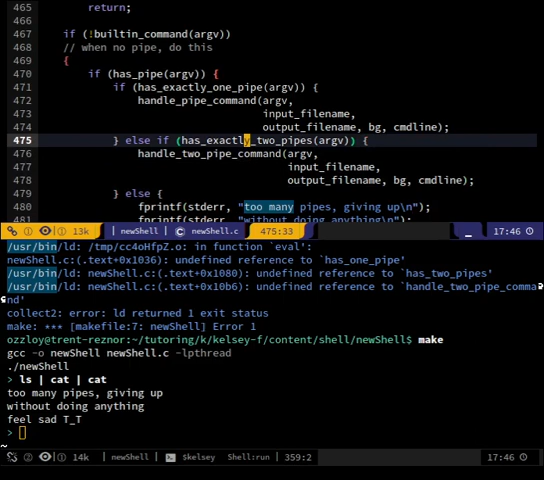 465 return;
466
467 if (!builtin_command(argv))
468 // when no pipe, do this
469 {
470 if (has_pipe(argv)) {
471 if (has_exactly_one_pipe(argv)) {
472 handle_pipe_command(argv,
473 input_filename,
474 output_filename, bg, cmdline);
475 } else if (has_exactly_two_pipes(argv)) {
476 handle_two_pipe_command(argv,
477 input_filename,
478 output_filename, bg, cmdline);
479 } else {
480 fprintf(stderr, "too many pipes, giving up\n");
481 fprintf(stderr, "without doing anything\n");
① 13k | newShell | newShell.c 475:33 _ 17:46
/usr/bin/ld: /tmp/cc4oHfpZ.o: in function `eval':
newShell.c:(.text+0x1036): undefined reference to `has_one_pipe'
/usr/bin/ld: newShell.c:(.text+0x1080): undefined reference to `has_two_pipes'
/usr/bin/ld: newShell.c:(.text+0x10b6): undefined reference to `handle_two_pipe_comma
nd'
collect2: error: ld returned 1 exit status
make: *** [makefile:7: newShell] Error 1
ozzloy@trent-reznor:~/tutoring/k/kelsey-f/content/shell/newShell$ make
gcc -o newShell newShell.c -lpthread
./newShell
> ls | cat | cat
too many pipes, giving up
without doing anything
feel sad T_T
>
~
② ① 14k | newShell | $kelsey Shell:run | 359:2 17:46